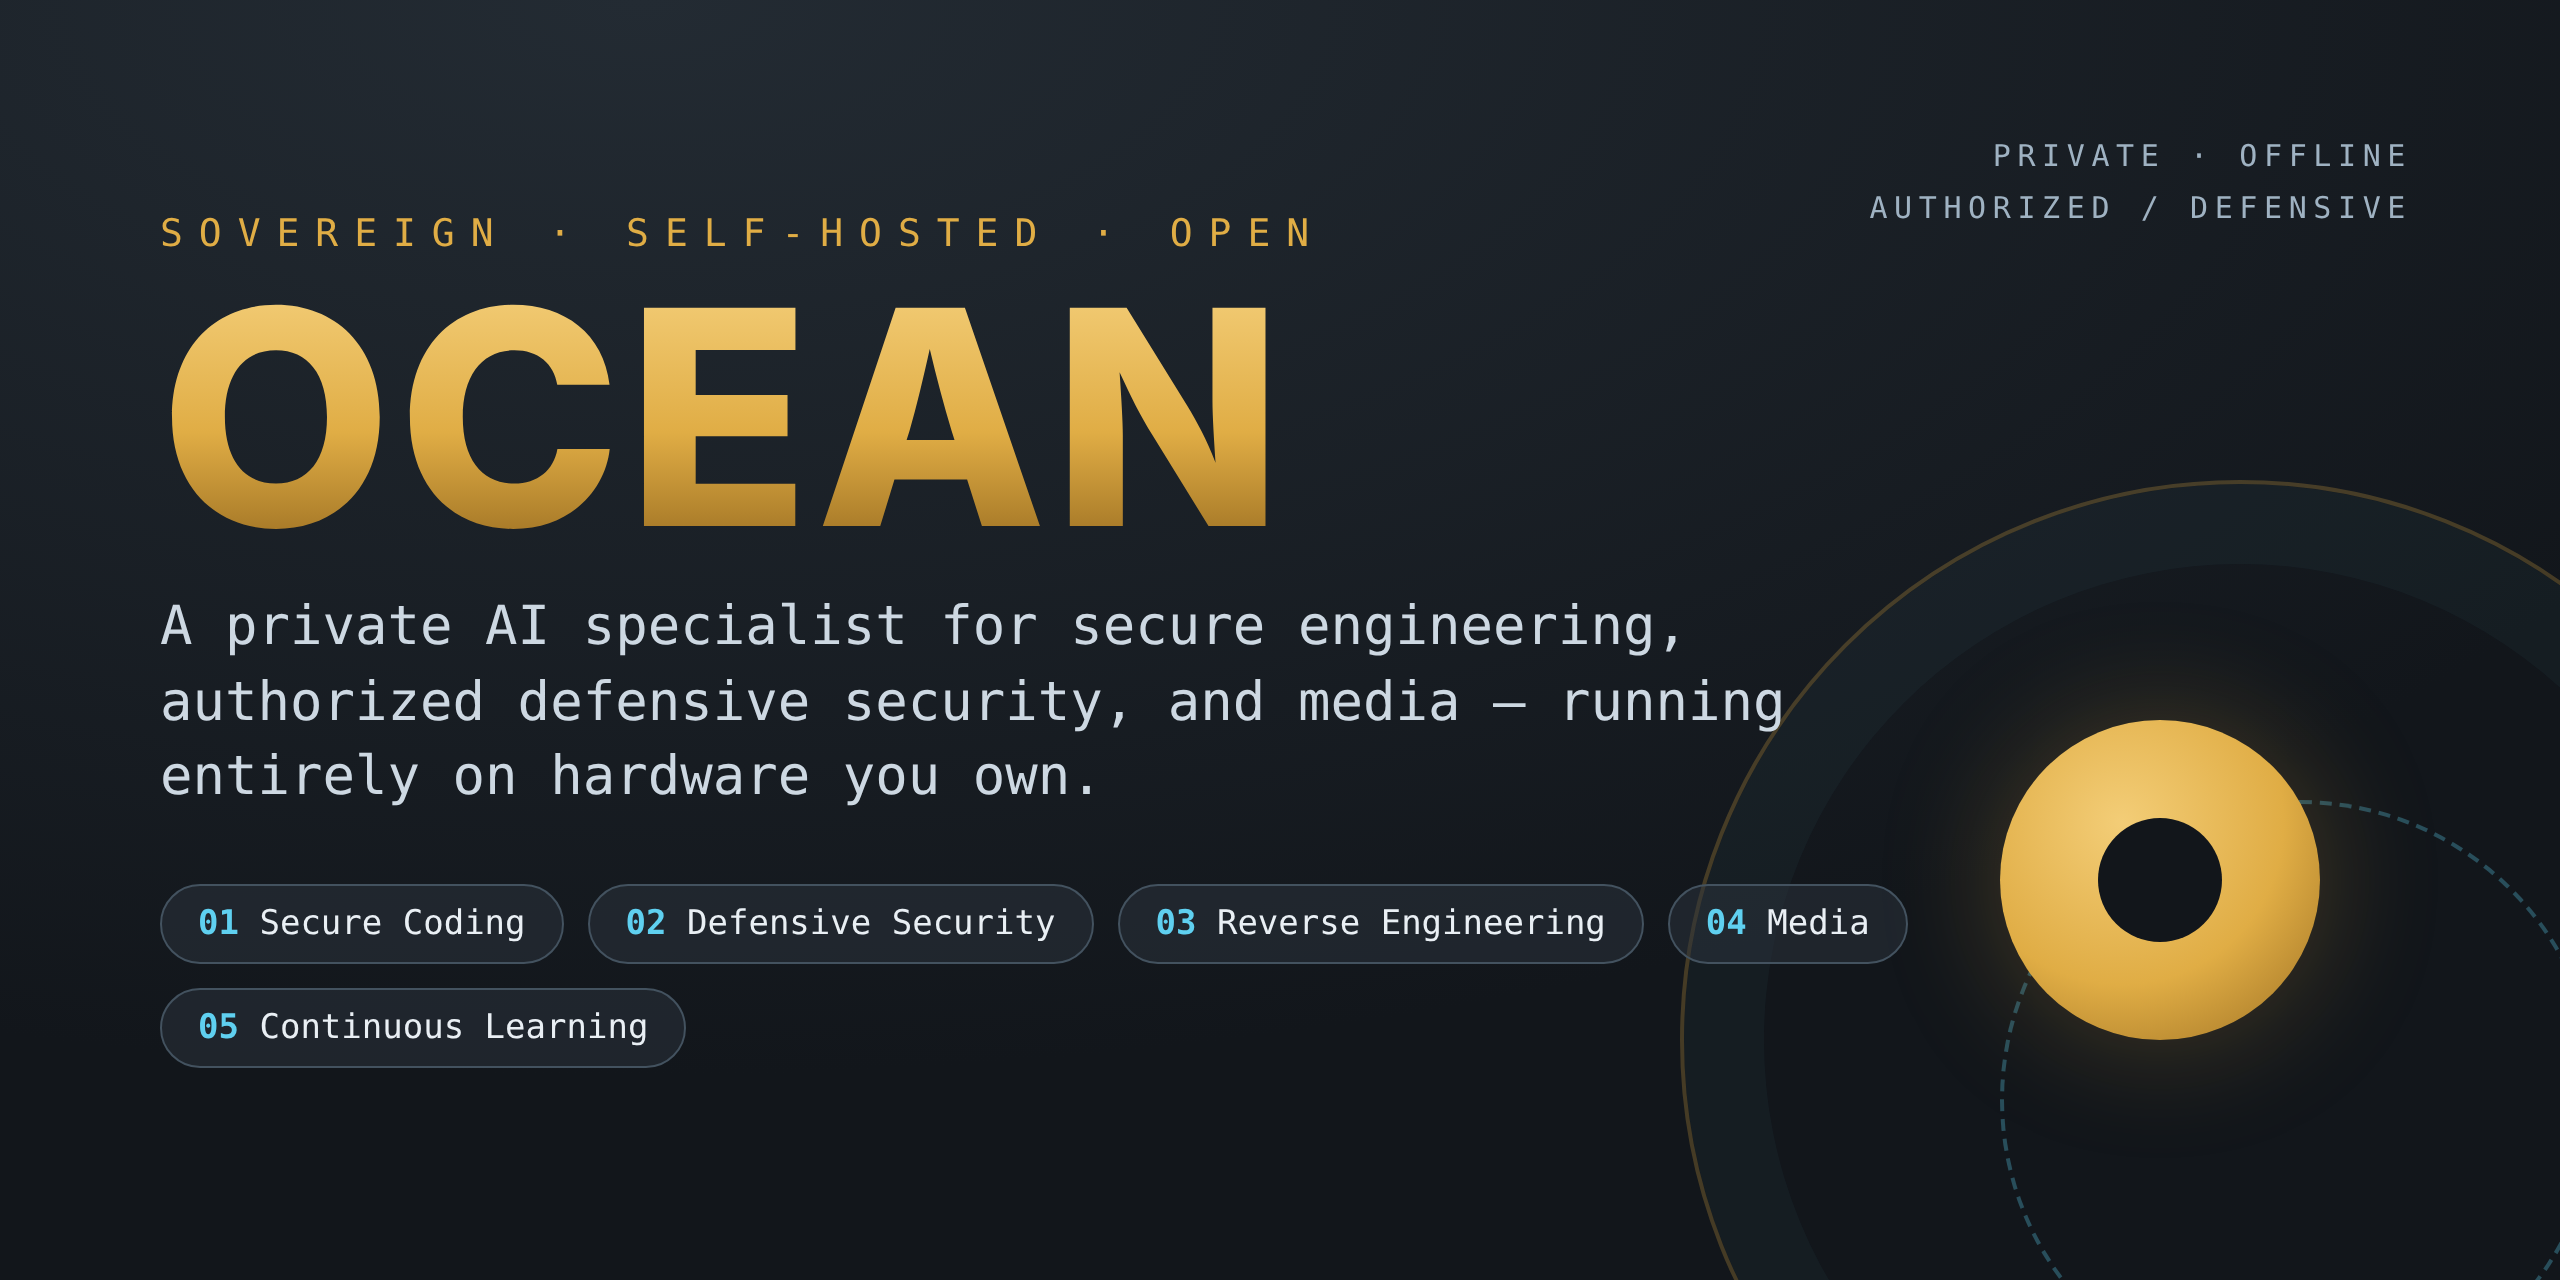 PRIVATE · OFFLINE
AUTHORIZED / DEFENSIVE
SOVEREIGN · SELF-HOSTED · OPEN
OCEAN
A private AI specialist for secure engineering,
authorized defensive security, and media — running
entirely on hardware you own.
01 Secure Coding
02 Defensive Security
03 Reverse Engineering
04 Media
05 Continuous Learning